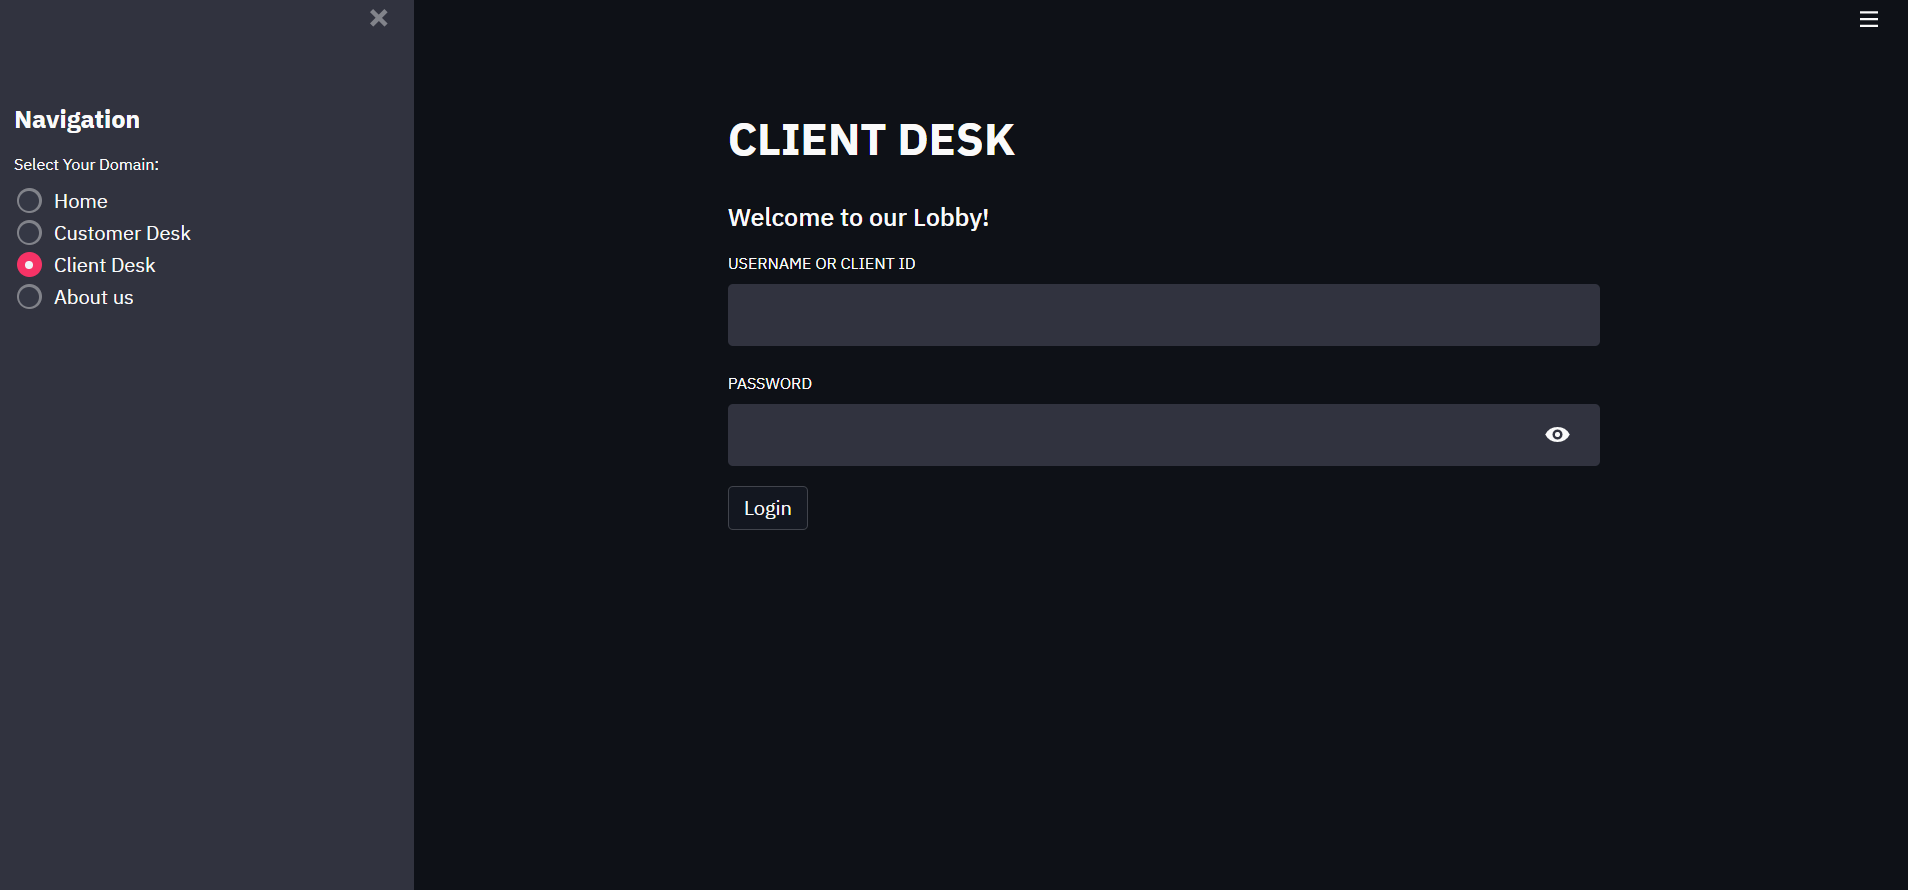 Navigation
Select Your Domain:
Home
Customer Desk
Client Desk
About us
CLIENT DESK
Welcome to our Lobby!
USERNAME OR CLIENT ID
PASSWORD
Login